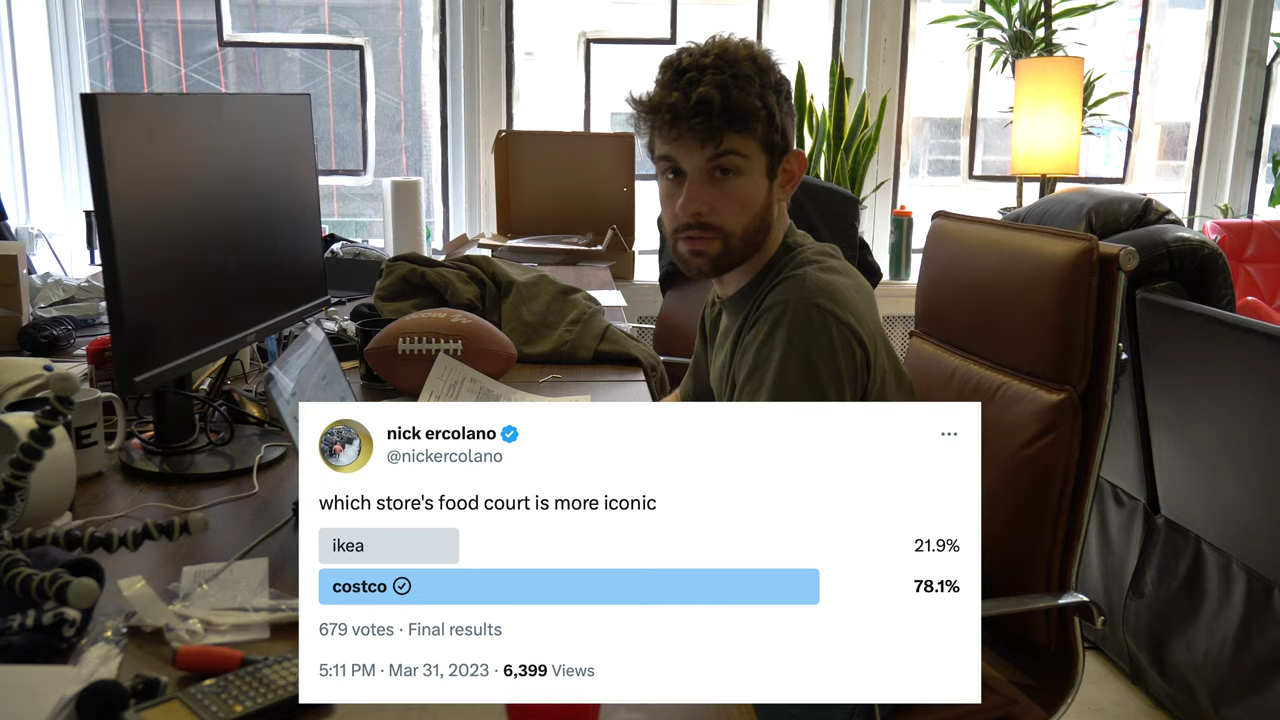 E
nick ercolano
@nickercolano
which store's food court is more iconic
ikea
21.9%
costco
78.1%
679 votes · Final results
5:11 PM · Mar 31, 2023 · 6,399 Views